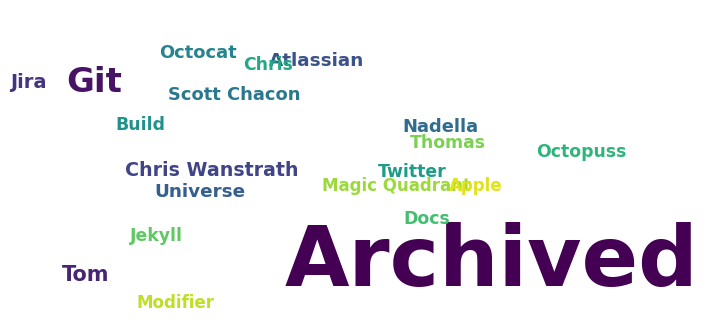 Octocat
Atlassian
Chris
Jira
Git
Scott Chacon
Build
Nadella
Thomas
Octopuss
Chris Wanstrath
Twitter
Universe
Magic Quadrant
Apple
Docs
Jekyll
Archived
Tom
Modifier